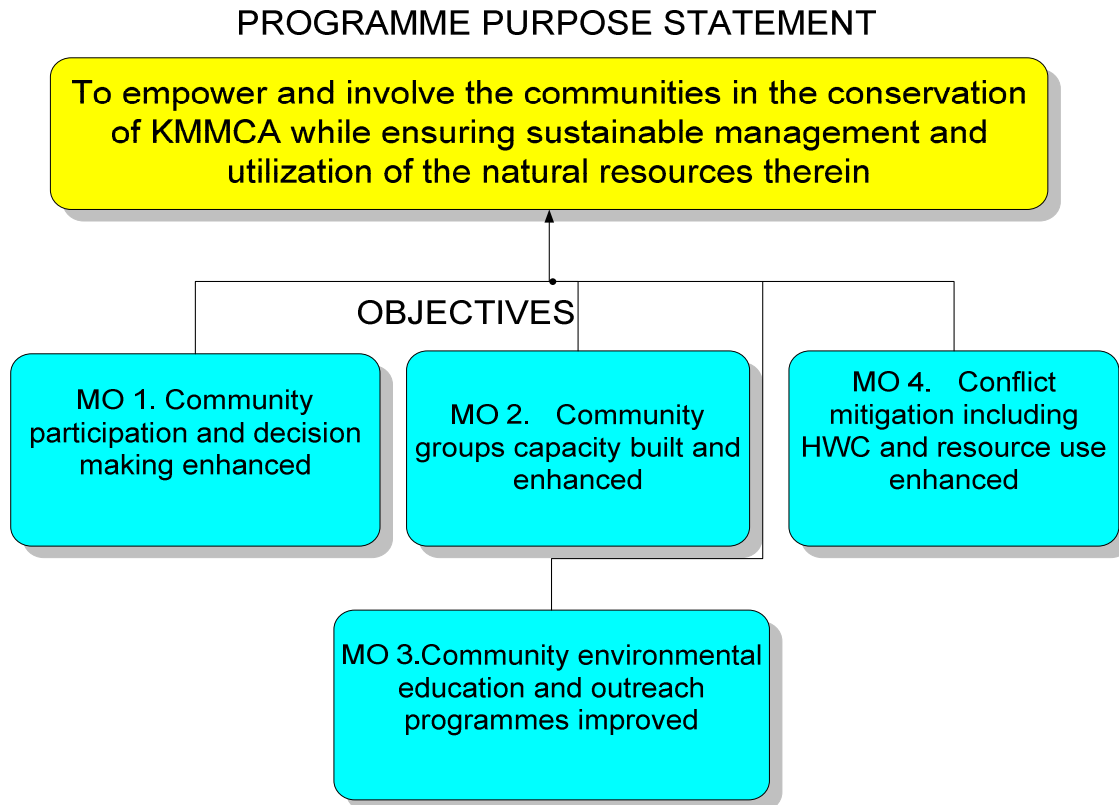 PROGRAMME PURPOSE STATEMENT
To empower and involve the communities in the conservation
of KMMCA while ensuring sustainable management and
utilization of the natural resources therein
OBJECTIVES
MO 1. Community
participation and decision
making enhanced
MO 2. Community
groups capacity built and
enhanced
MO 4. Conflict
mitigation including
HWC and resource use
enhanced
MO 3.Community environmental
education and outreach
programmes improved